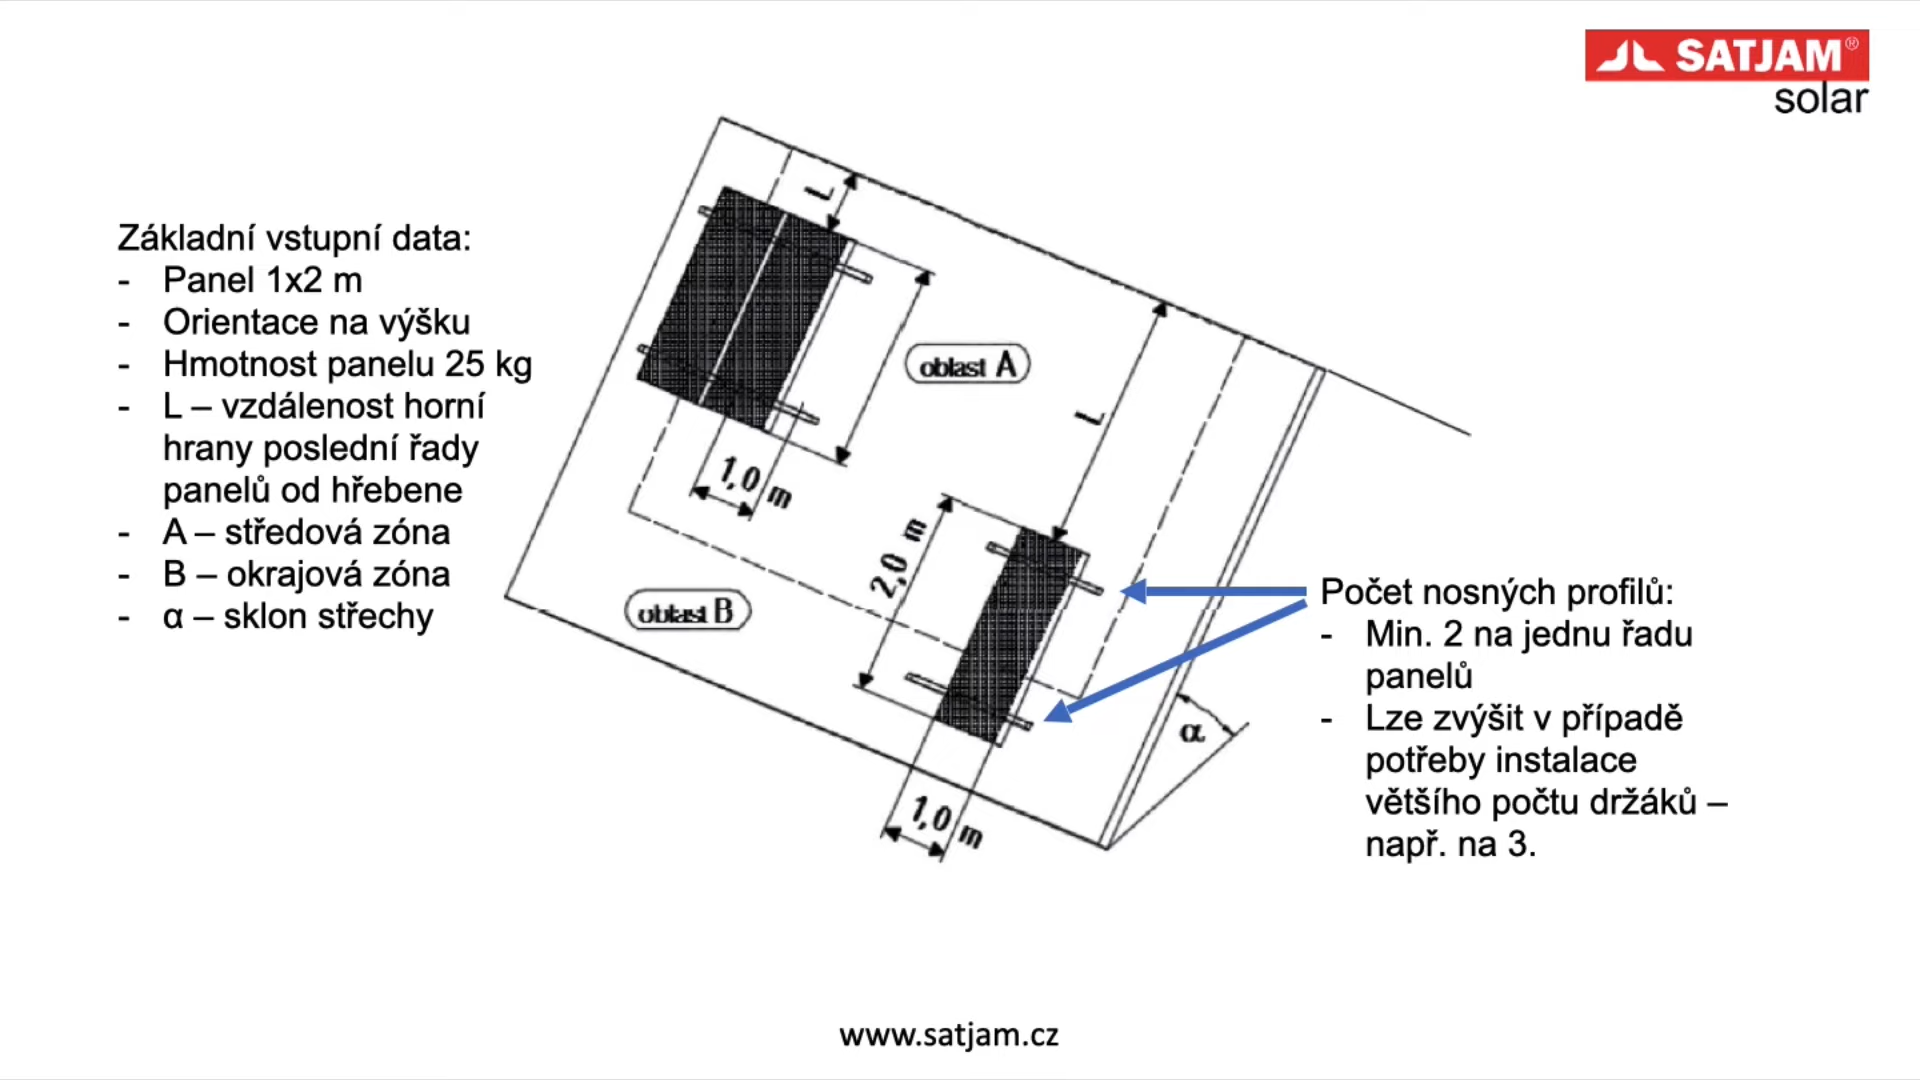 SATJAM®
solar
Základní vstupní data:
- Panel 1x2 m
- Orientace na výšku
- Hmotnost panelu 25 kg
- L – vzdálenost horní
hrany poslední řady
panelů od hřebene
- A – středová zóna
- B – okrajová zóna
- α – sklon střechy
L
oblast A
L
1,0 m
2,0 m
oblast B
α
1,0 m
Počet nosných profilů:
- Min. 2 na jednu řadu
panelů
- Lze zvýšit v případě
potřeby instalace
většího počtu držáků –
např. na 3.
www.satjam.cz